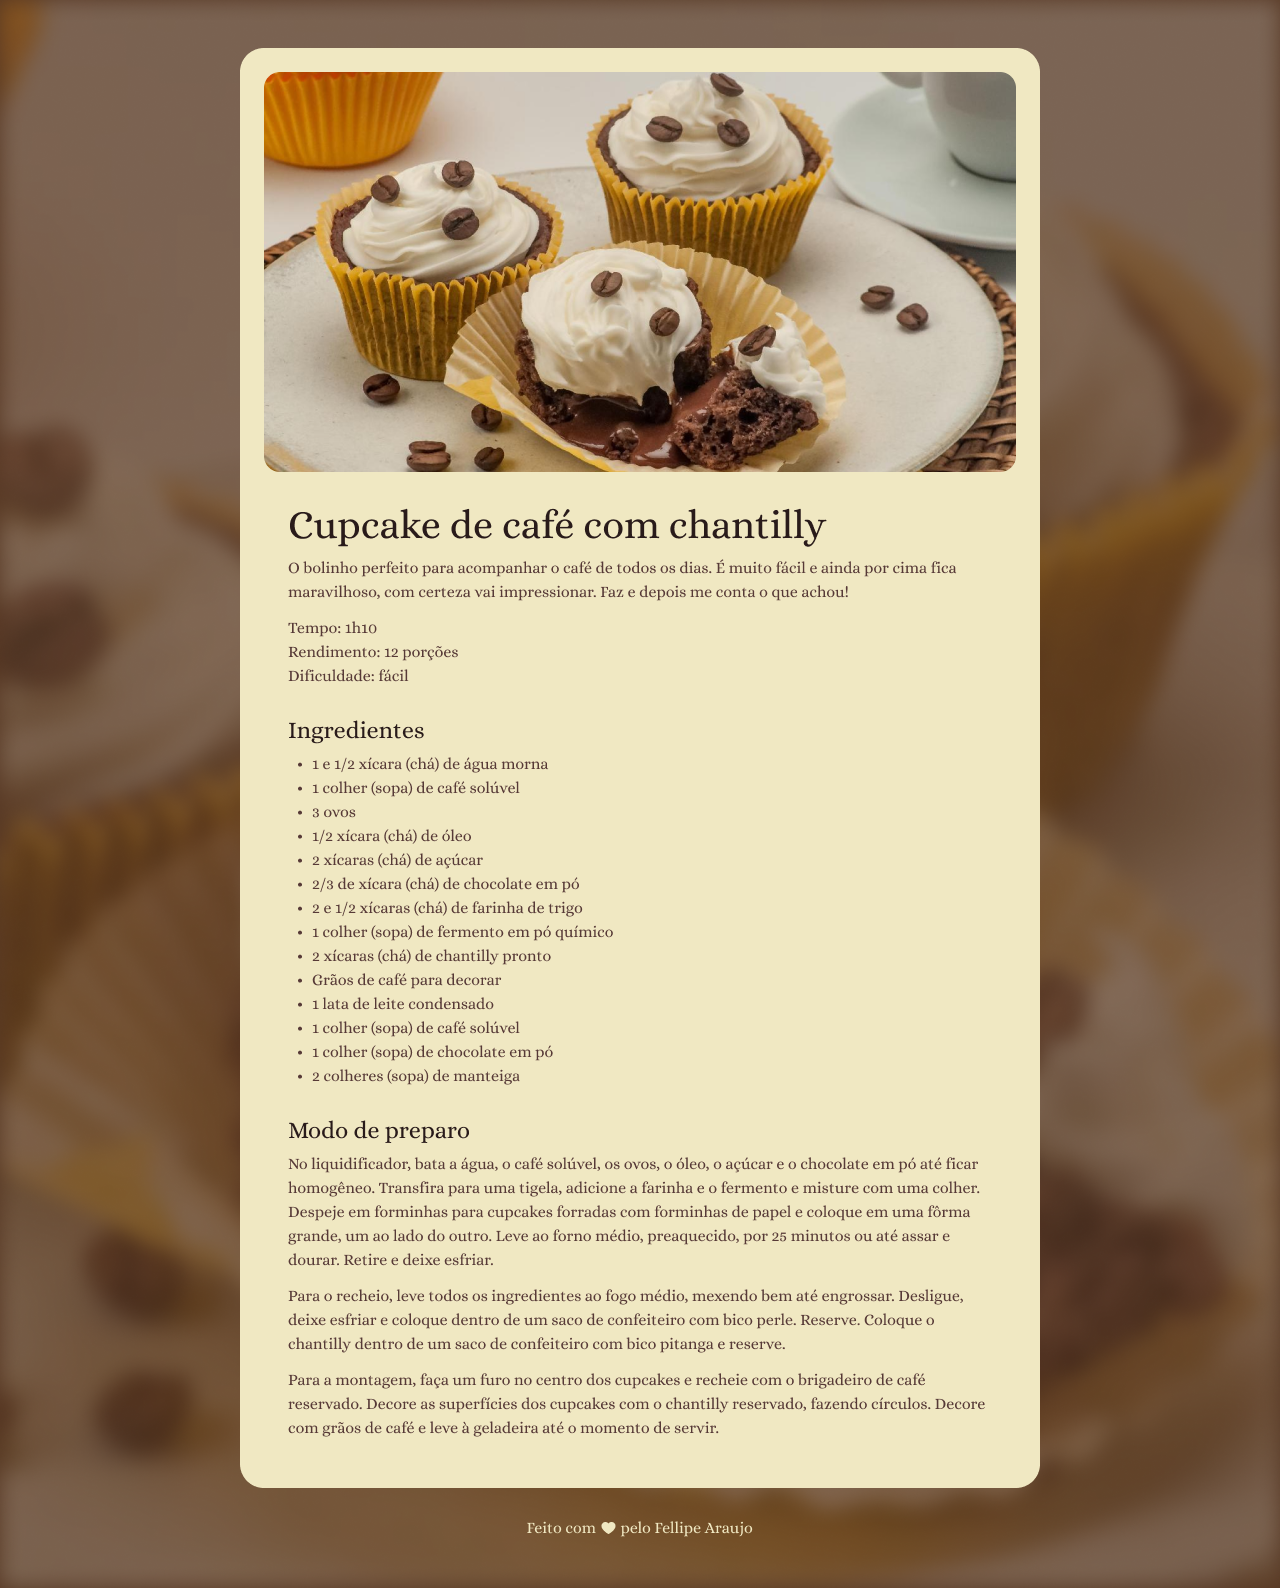 Cupcake de café com chantilly
O bolinho perfeito para acompanhar o café de todos os dias. É muito fácil e ainda por cima fica
maravilhoso, com certeza vai impressionar. Faz e depois me conta o que achou!
Tempo: 1h10
Rendimento: 12 porções
Dificuldade: fácil
Ingredientes
• 1 e 1/2 xícara (chá) de água morna
• 1 colher (sopa) de café solúvel
• 3 ovos
• 1/2 xícara (chá) de óleo
• 2 xícaras (chá) de açúcar
• 2/3 de xícara (chá) de chocolate em pó
• 2 e 1/2 xícaras (chá) de farinha de trigo
• 1 colher (sopa) de fermento em pó químico
• 2 xícaras (chá) de chantilly pronto
• Grãos de café para decorar
• 1 lata de leite condensado
• 1 colher (sopa) de café solúvel
• 1 colher (sopa) de chocolate em pó
• 2 colheres (sopa) de manteiga
Modo de preparo
No liquidificador, bata a água, o café solúvel, os ovos, o óleo, o açúcar e o chocolate em pó até ficar
homogêneo. Transfira para uma tigela, adicione a farinha e o fermento e misture com uma colher.
Despeje em forminhas para cupcakes forradas com forminhas de papel e coloque em uma fôrma
grande, um ao lado do outro. Leve ao forno médio, preaquecido, por 25 minutos ou até assar e
dourar. Retire e deixe esfriar.
Para o recheio, leve todos os ingredientes ao fogo médio, mexendo bem até engrossar. Desligue,
deixe esfriar e coloque dentro de um saco de confeiteiro com bico perle. Reserve. Coloque o
chantilly dentro de um saco de confeiteiro com bico pitanga e reserve.
Para a montagem, faça um furo no centro dos cupcakes e recheie com o brigadeiro de café
reservado. Decore as superfícies dos cupcakes com o chantilly reservado, fazendo círculos. Decore
com grãos de café e leve à geladeira até o momento de servir.
Feito com ♥ pelo Fellipe Araujo